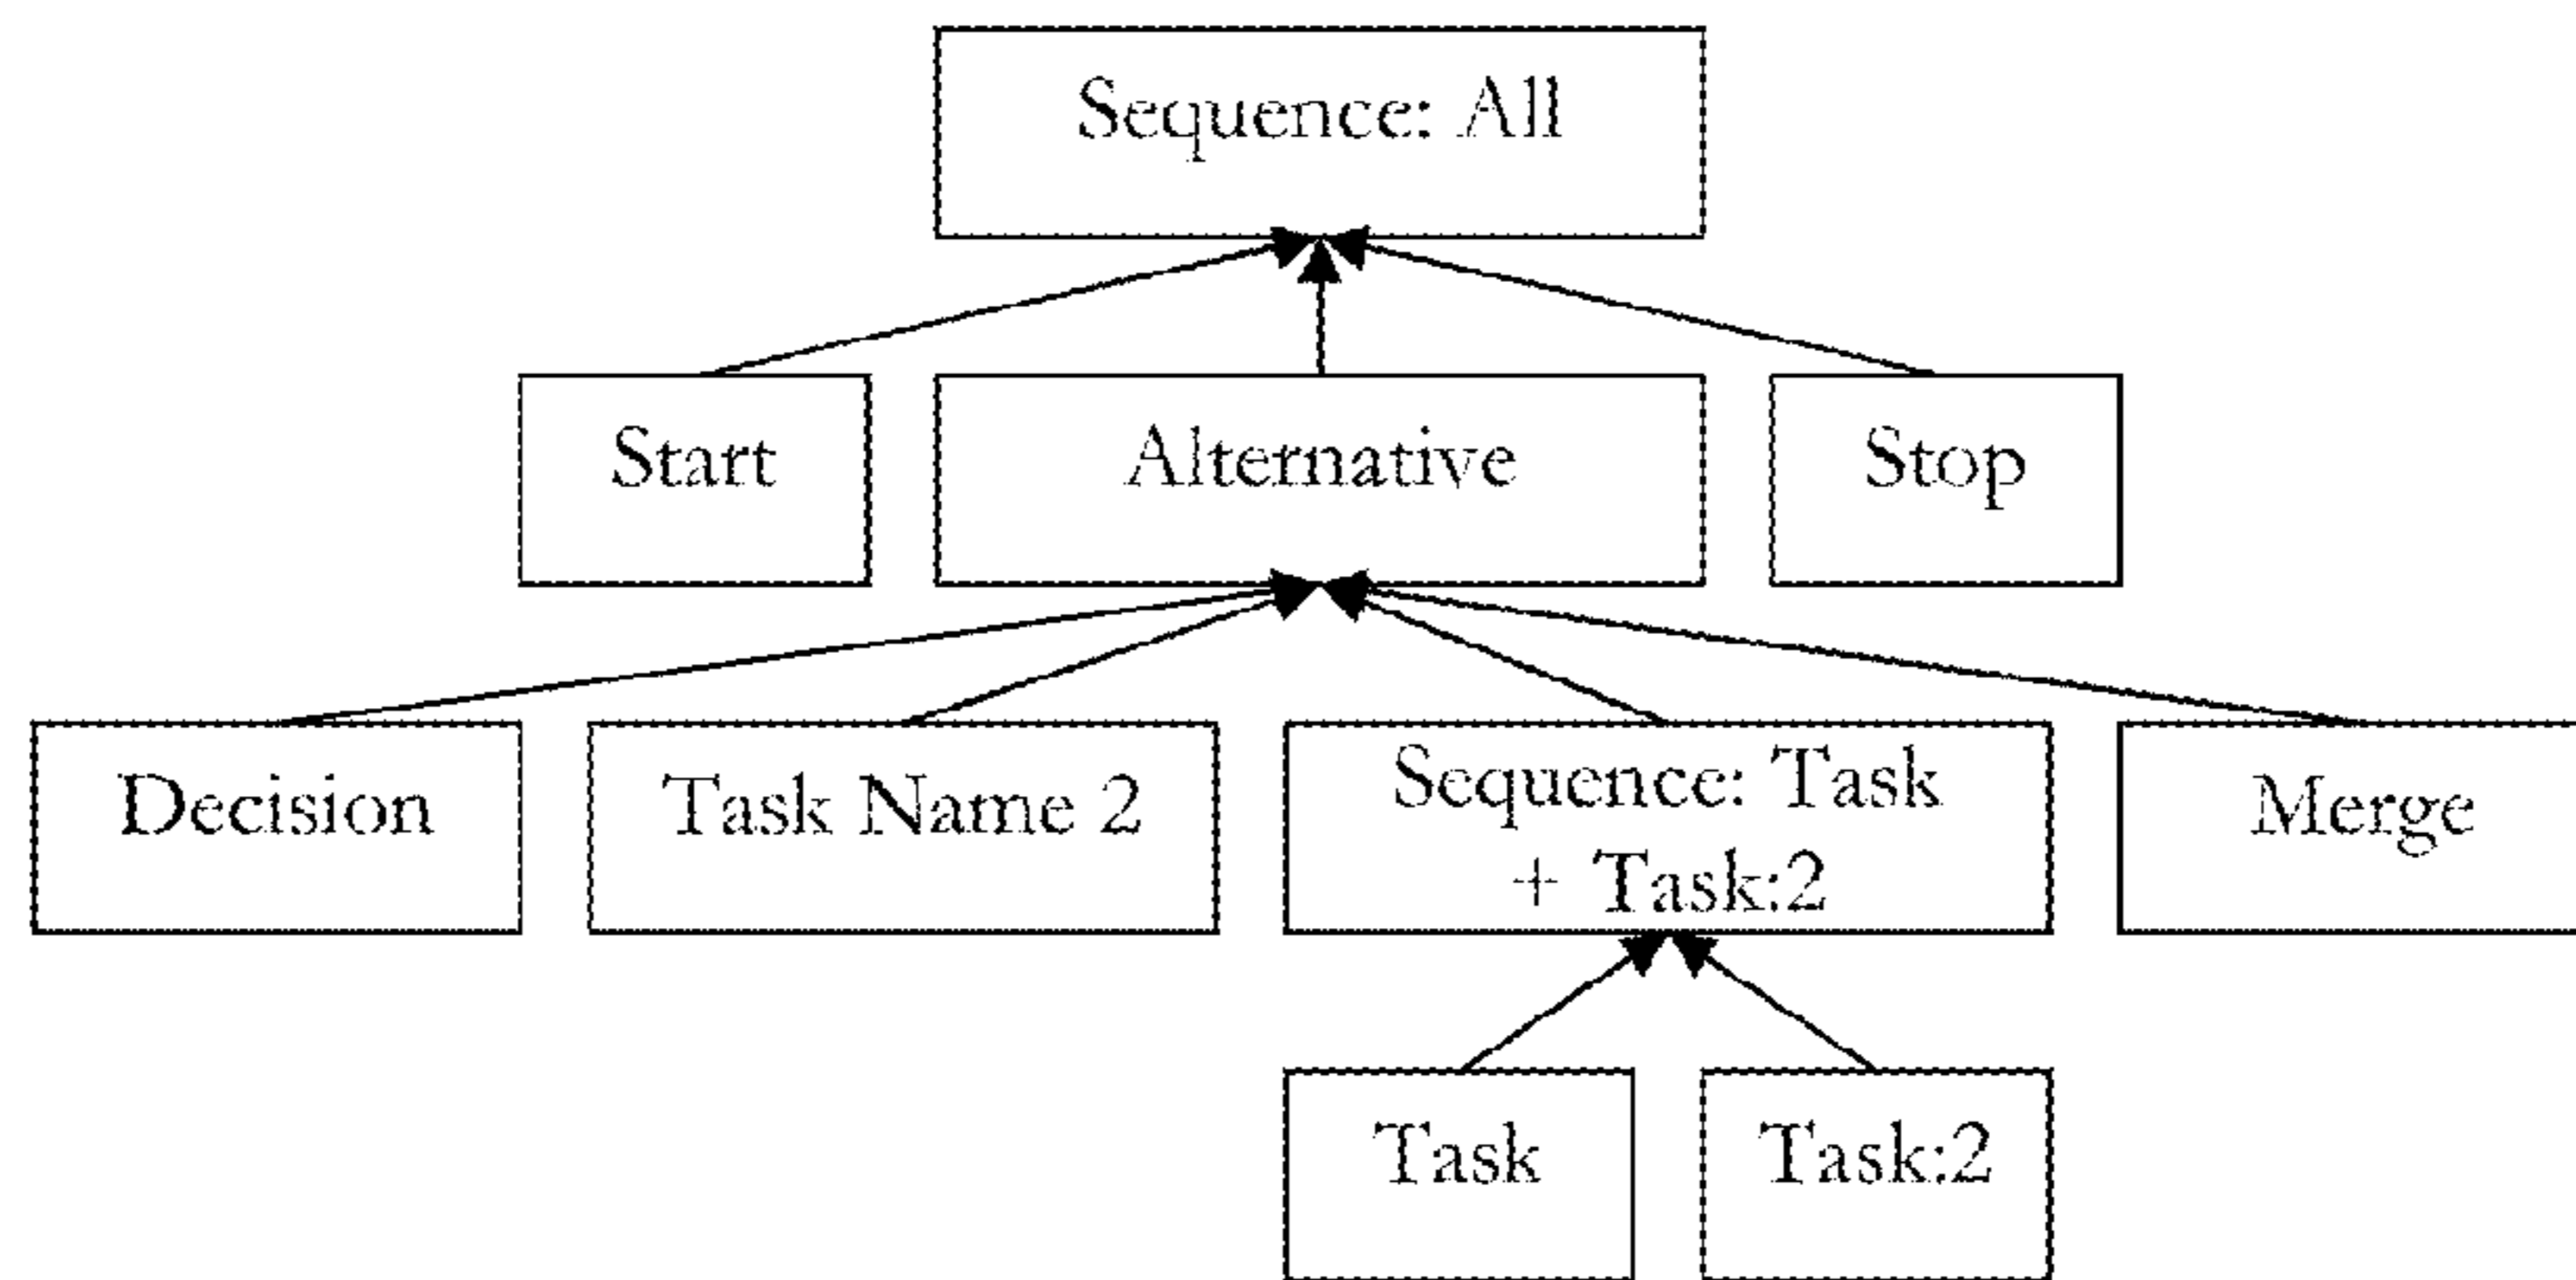 Sequence: All
Start
Alternative
Stop
Decision
Task Name 2
Sequence: Task
+ Task:2
Merge
Task
Task:2